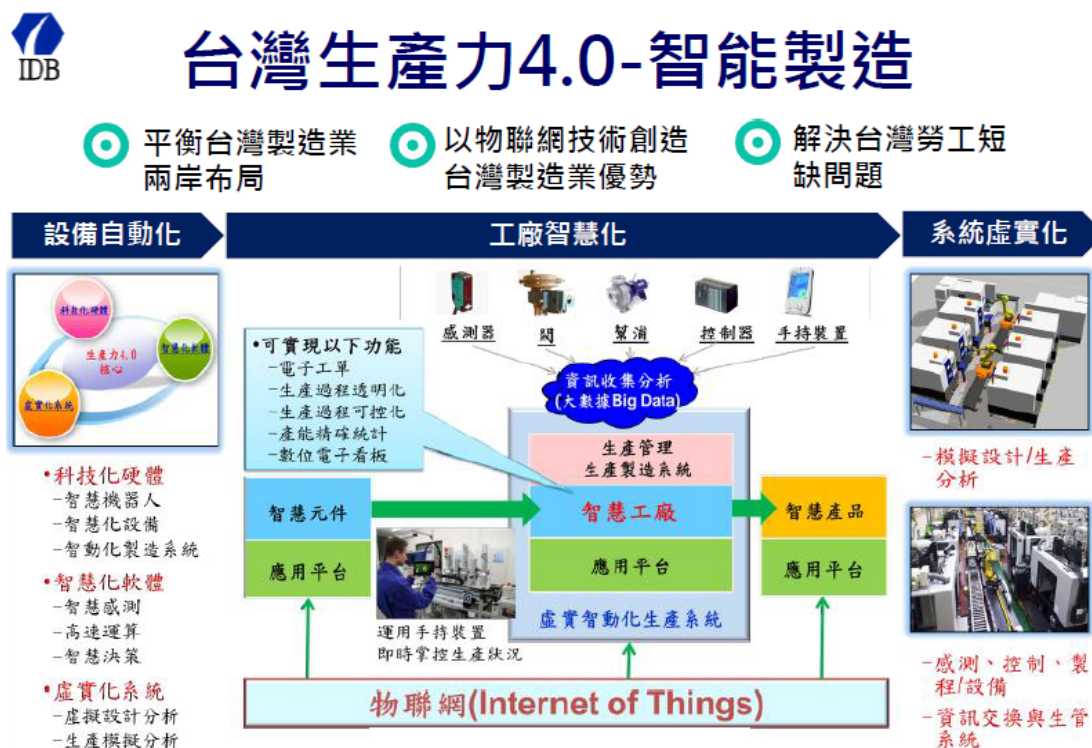 IDB
台灣生產力4.0-智能製造
平衡台灣製造業
兩岸布局
以物聯網技術創造
台灣製造業優勢
解決台灣勞工短
缺問題
設備自動化
工廠智慧化
系統虛實化
科技化硬體
生產力4.0
核心
智慧化軟體
虛實化系統
•科技化硬體
-智慧機器人
-智慧化設備
-智動化製造系統
•智慧化軟體
-智慧感測
-高速運算
-智慧決策
•虛實化系統
-虛擬設計分析
-生產模擬分析
感測器
閥
幫浦
控制器
手持裝置
•可實現以下功能
-電子工單
-生產過程透明化
-生產過程可控化
-產能精確統計
-數位電子看板
資訊收集分析
(大數據Big Data)
生產管理
生產製造系統
智慧元件
智慧工廠
智慧產品
應用平台
應用平台
應用平台
虛實智動化生產系統
運用手持裝置
即時掌控生產狀況
物聯網(Internet of Things)
-模擬設計/生產
分析
-感測、控制、製
程/設備
-資訊交換與生管
系統